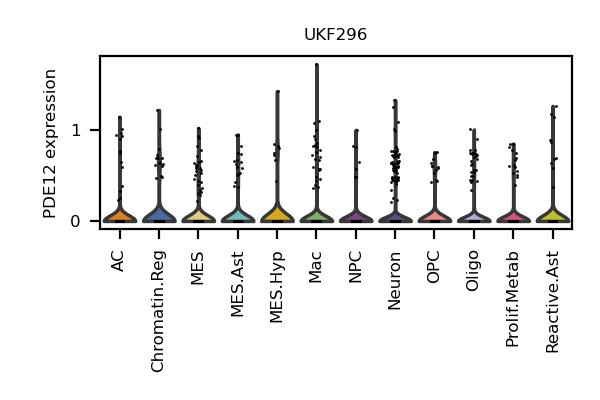 UKF296
PDE12 expression
1
0
AC
Chromatin.Reg
MES
MES.Ast
MES.Hyp
Mac
NPC
Neuron
OPC
Oligo
Prolif.Metab
Reactive.Ast